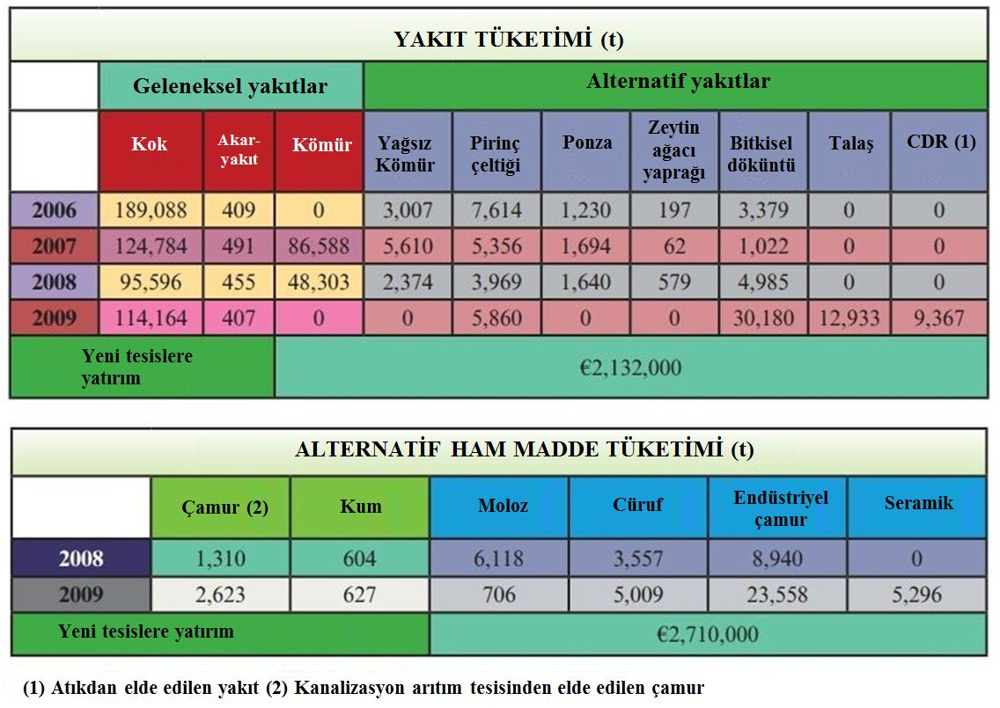 YAKIT TÜKETİMİ (t)
Geleneksel yakıtlar Alternatif yakıtlar
Kok Akar-yakıt Kömür Yağsız Kömür Pirinç çeltiği Ponza Zeytin ağacı yaprağı Bitkisel döküntü Talaş CDR (1)
2006 189,088 409 0 3,007 7,614 1,230 197 3,379 0 0
2007 124,784 491 86,588 5,610 5,356 1,694 62 1,022 0 0
2008 95,596 455 48,303 2,374 3,969 1,640 579 4,985 0 0
2009 114,164 407 0 0 5,860 0 0 30,180 12,933 9,367
Yeni tesislere
yatırım
€2,132,000
ALTERNATİF HAM MADDE TÜKETİMİ (t)
Çamur (2) Kum Moloz Cüruf Endüstriyel çamur Seramik
2008 1,310 604 6,118 3,557 8,940 0
2009 2,623 627 706 5,009 23,558 5,296
Yeni tesislere yatırım €2,710,000
(1) Atıkdan elde edilen yakıt (2) Kanalizasyon arıtım tesisinden elde edilen çamur